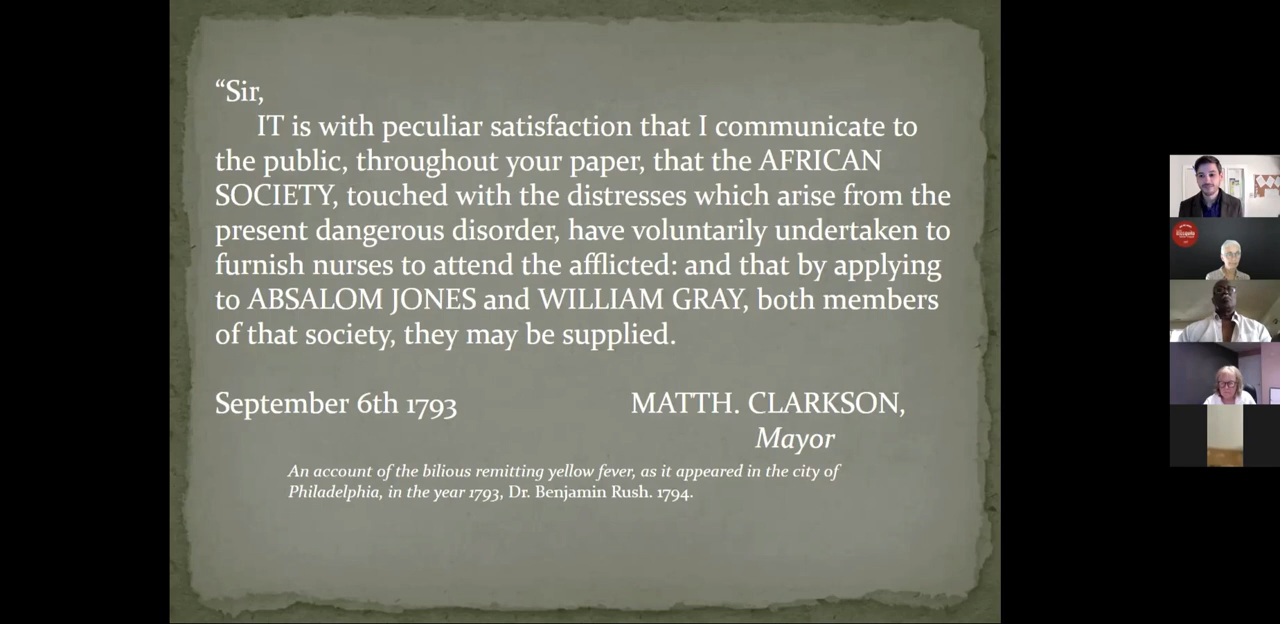 “Sir,
IT is with peculiar satisfaction that I communicate to
the public, throughout your paper, that the AFRICAN
SOCIETY, touched with the distresses which arise from the
present dangerous disorder, have voluntarily undertaken to
furnish nurses to attend the afflicted: and that by applying
to ABSALOM JONES and WILLIAM GRAY, both members
of that society, they may be supplied.
September 6th 1793 MATTH. CLARKSON,
Mayor
An account of the bilious remitting yellow fever, as it appeared in the city of
Philadelphia, in the year 1793, Dr. Benjamin Rush. 1794.